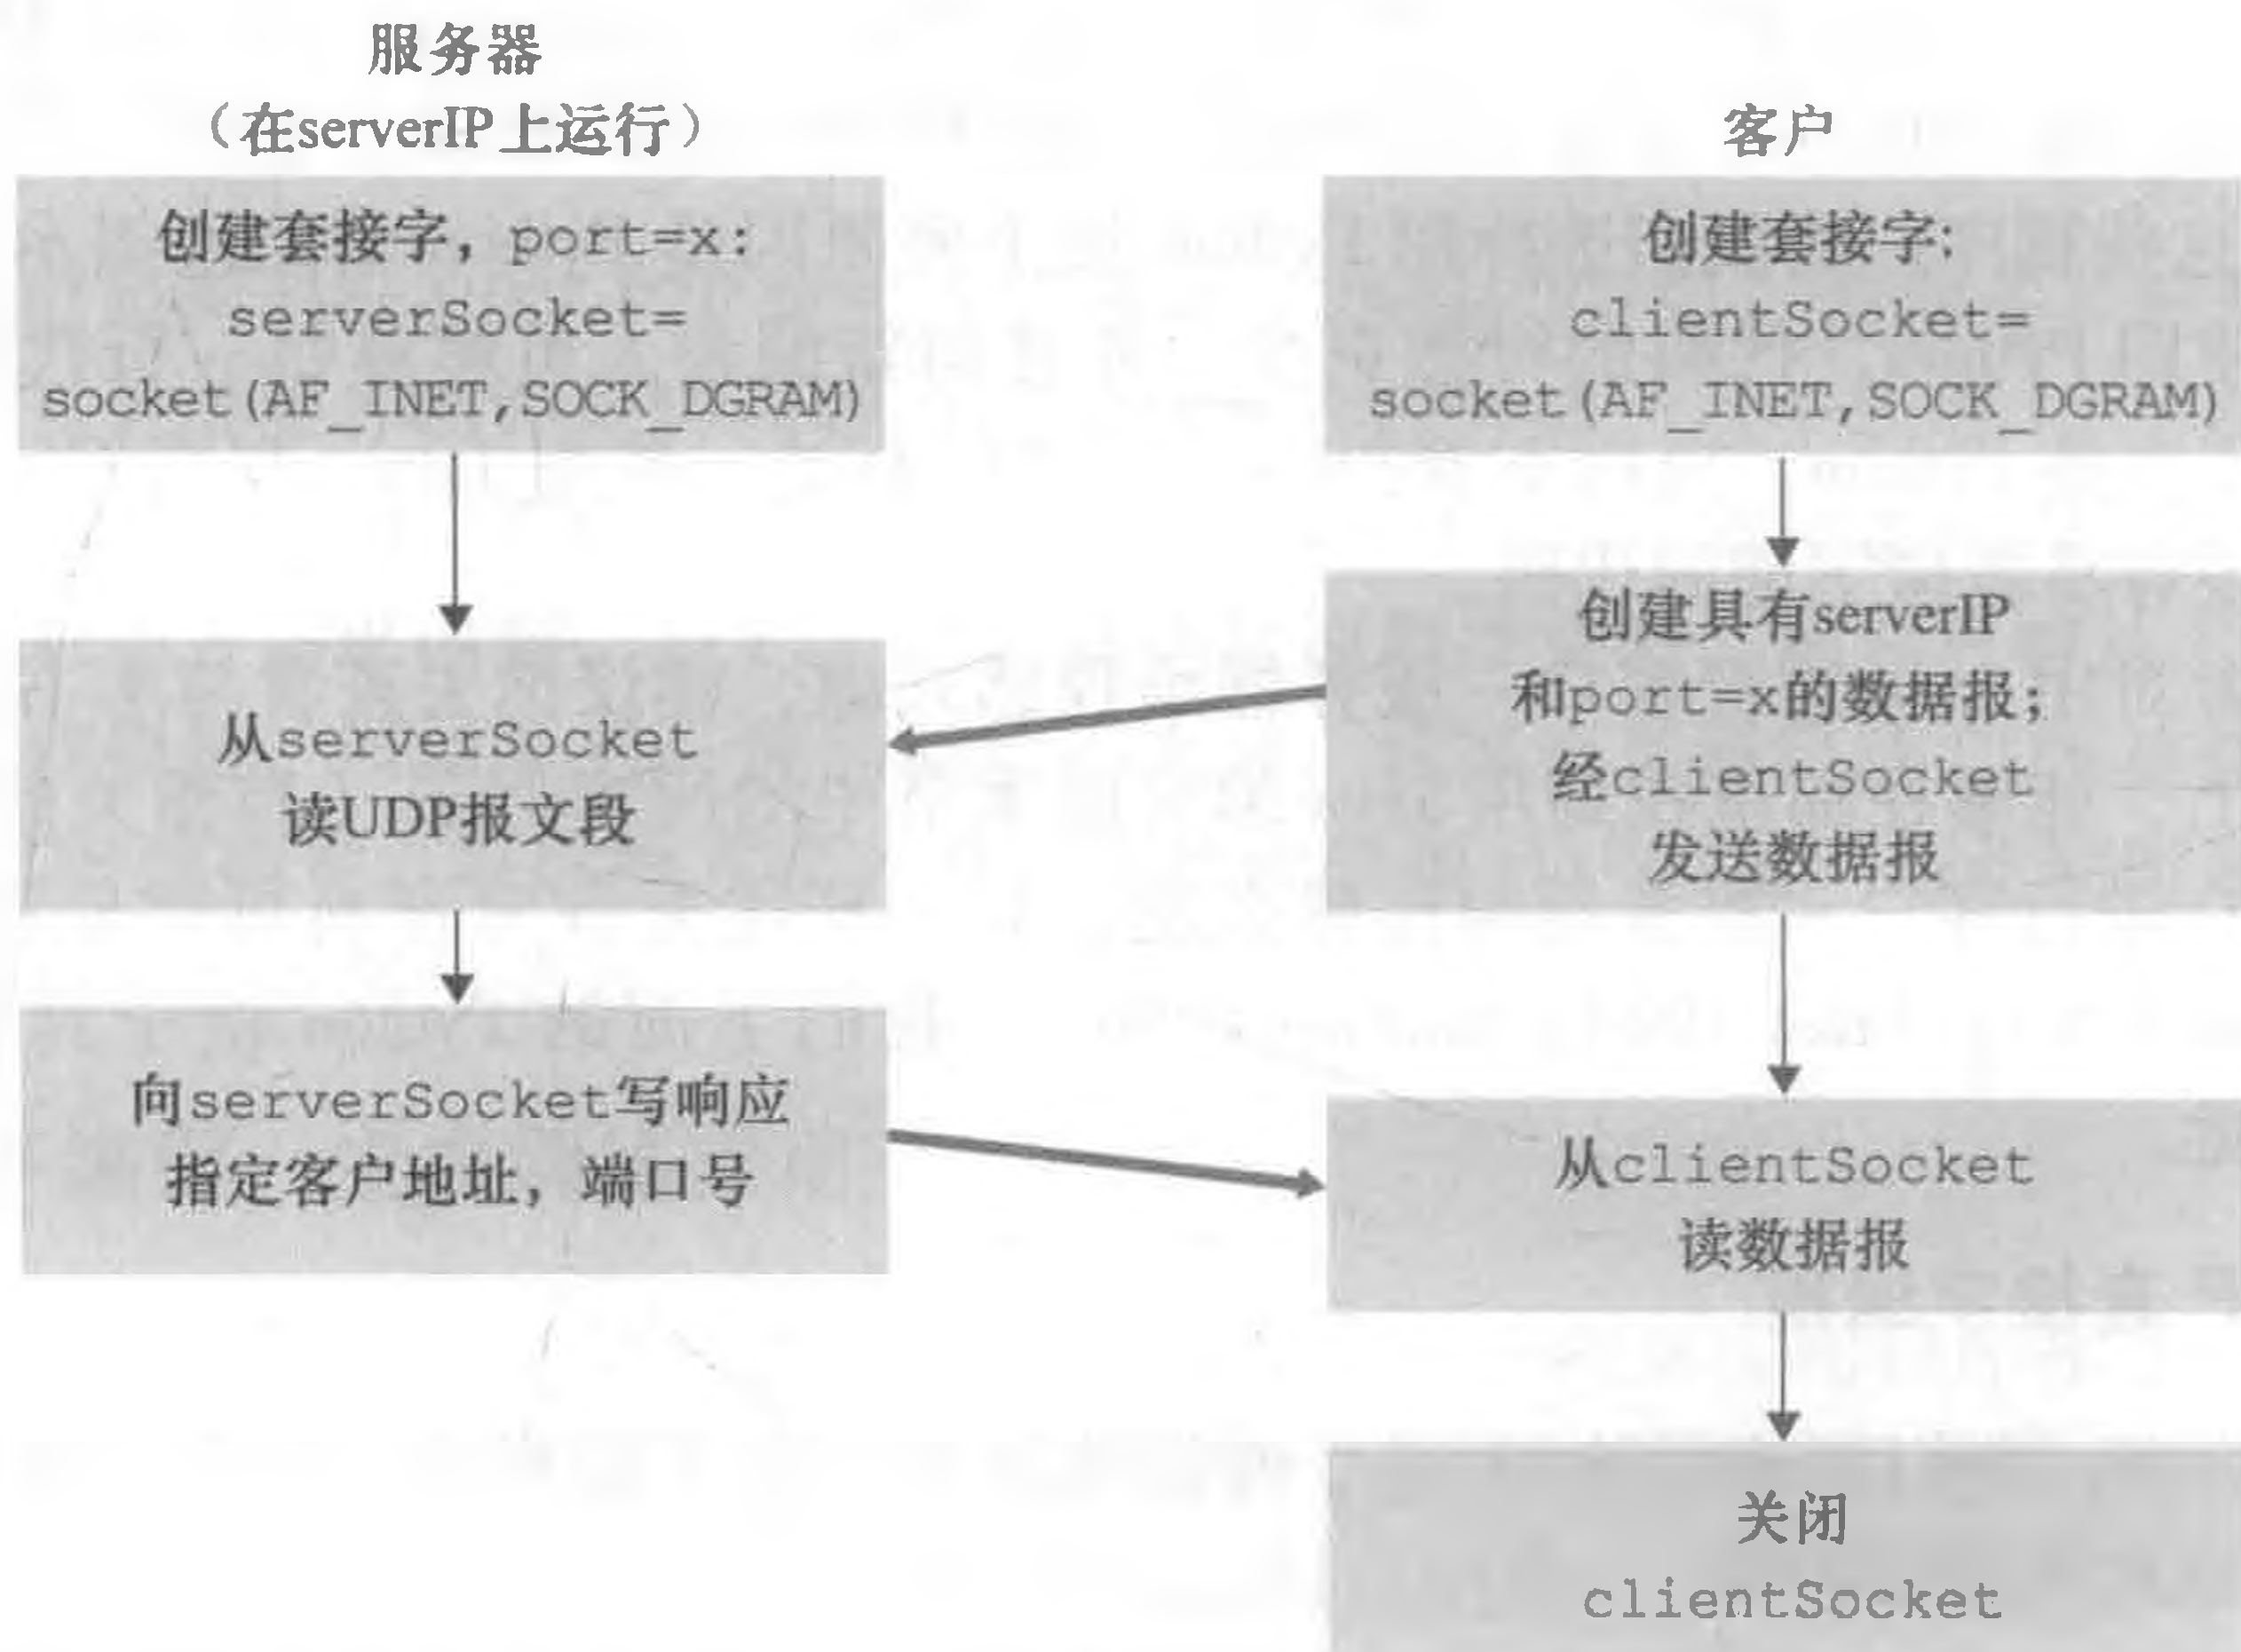 服务器
（在serverIP上运行）
创建套接字，port=x:
serverSocket=
socket(AF_INET,SOCK_DGRAM)
从serverSocket
读UDP报文段
向serverSocket写响应
指定客户地址，端口号
客户
创建套接字:
clientSocket=
socket(AF_INET,SOCK_DGRAM)
创建具有serverIP
和port=x的数据报；
经clientSocket
发送数据报
从clientSocket
读数据报
关闭
clientSocket